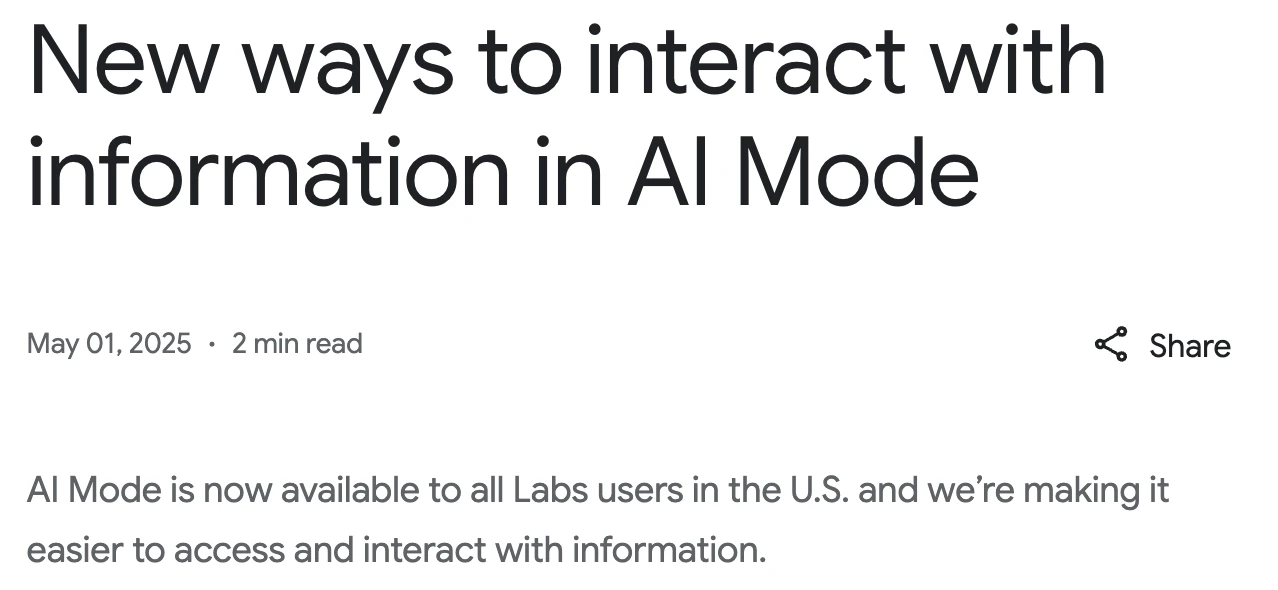 New ways to interact with
information in AI Mode
May 01, 2025 · 2 min read
Share
AI Mode is now available to all Labs users in the U.S. and we’re making it
easier to access and interact with information.